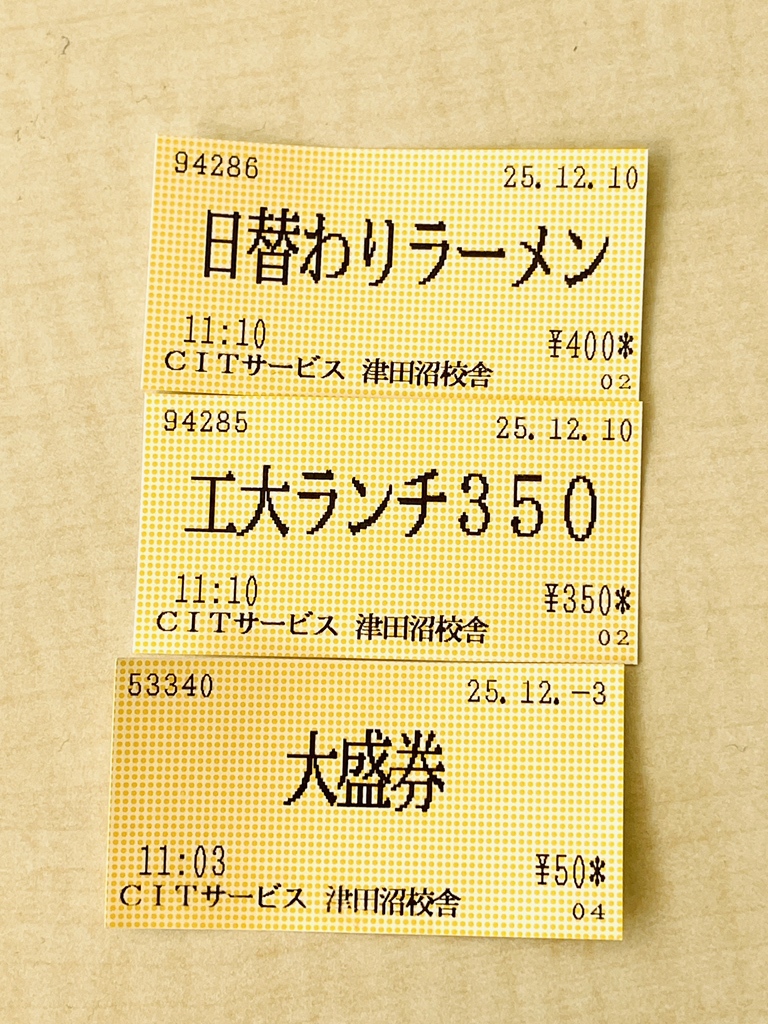 94286 25.12.10
日替わりラーメン
11:10 ¥400*
CITサービス 津田沼校舎 02
94285 25.12.10
工大ランチ350
11:10 ¥350*
CITサービス 津田沼校舎 02
53340 25.12.-3
大盛券
11:03 ¥50*
CITサービス 津田沼校舎 04